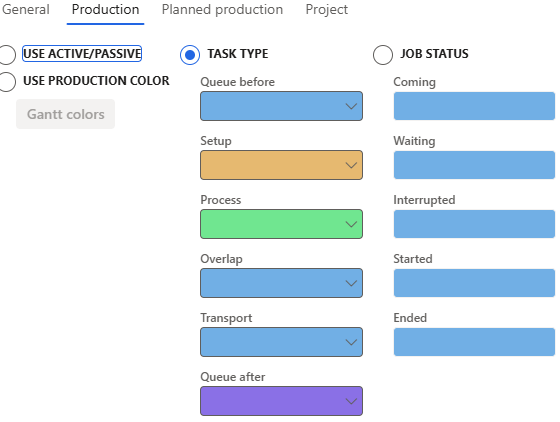 General Production Planned production Project
USE ACTIVE/PASSIVE
USE PRODUCTION COLOR
Gantt colors
TASK TYPE
Queue before
Setup
Process
Overlap
Transport
Queue after
JOB STATUS
Coming
Waiting
Interrupted
Started
Ended